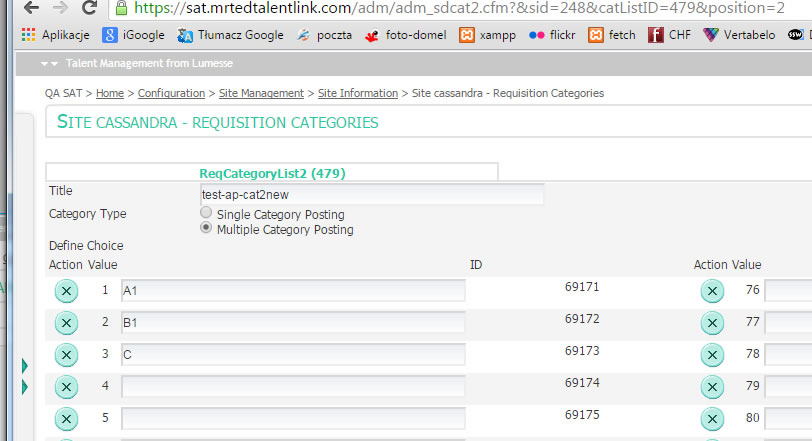 https://sat.mrtedtalentlink.com/adm/adm_sdcat2.cfm?&sid=248&catListID=479&position=2
Aplikacje iGoogle Tłumacz Google poczta foto-domel xampp flickr fetch CHF Vertabelo SSW
Talent Management from Lumesse
QA SAT > Home > Configuration > Site Management > Site Information > Site cassandra - Requisition Categories
SITE CASSANDRA - REQUISITION CATEGORIES
ReqCategoryList2 (479)
Title test-ap-cat2new
Category Type Single Category Posting
Multiple Category Posting
Define Choice
Action Value ID Action Value
1 A1 69171 76
2 B1 69172 77
3 C 69173 78
4 69174 79
5 69175 80